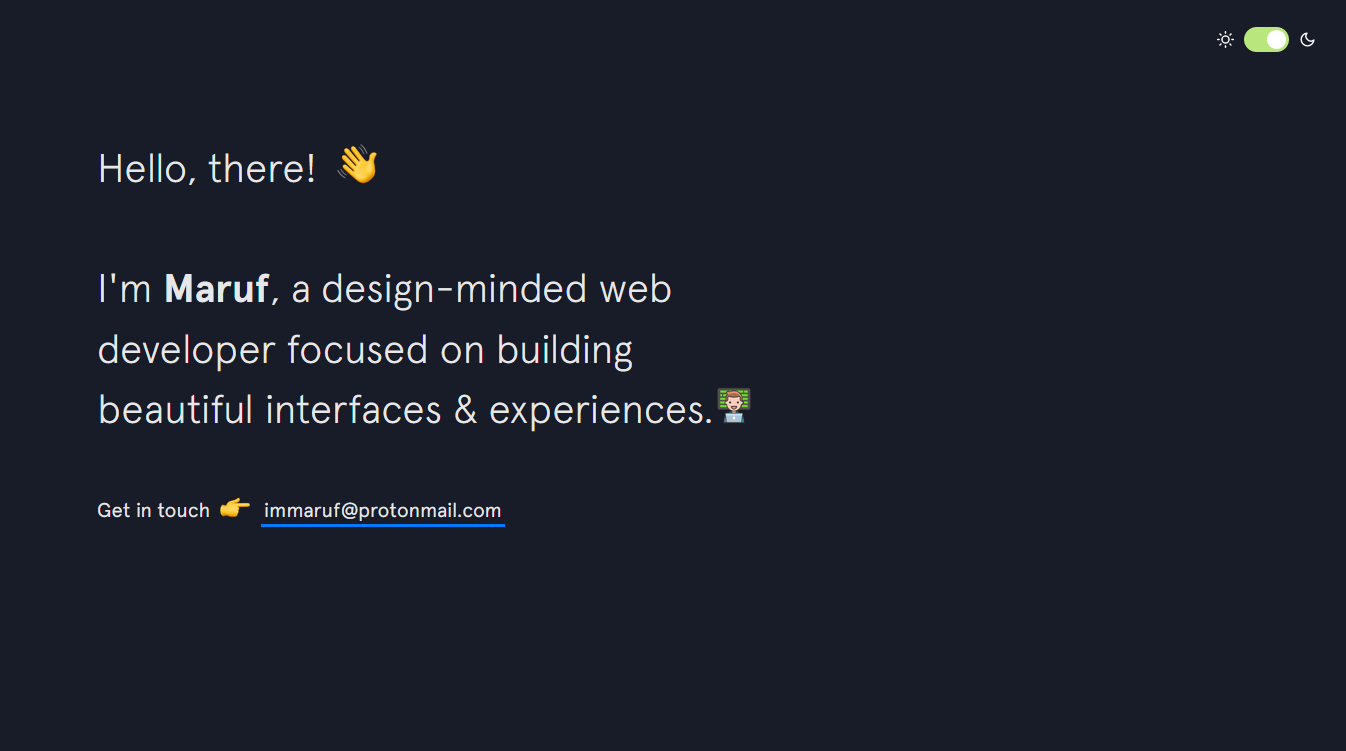 Hello, there! 👋
I'm Maruf, a design-minded web
developer focused on building
beautiful interfaces & experiences.👨🏼‍💻
Get in touch 👉 immaruf@protonmail.com